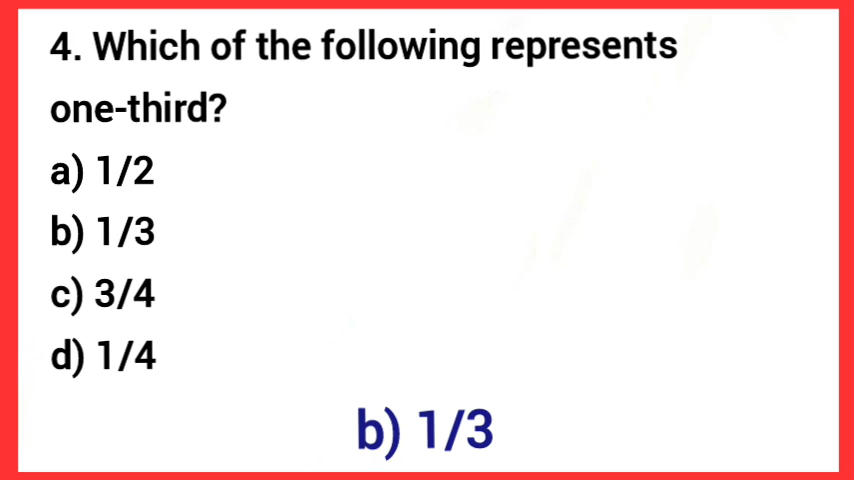 4. Which of the following represents
one-third?
a) 1/2
b) 1/3
c) 3/4
d) 1/4
b) 1/3